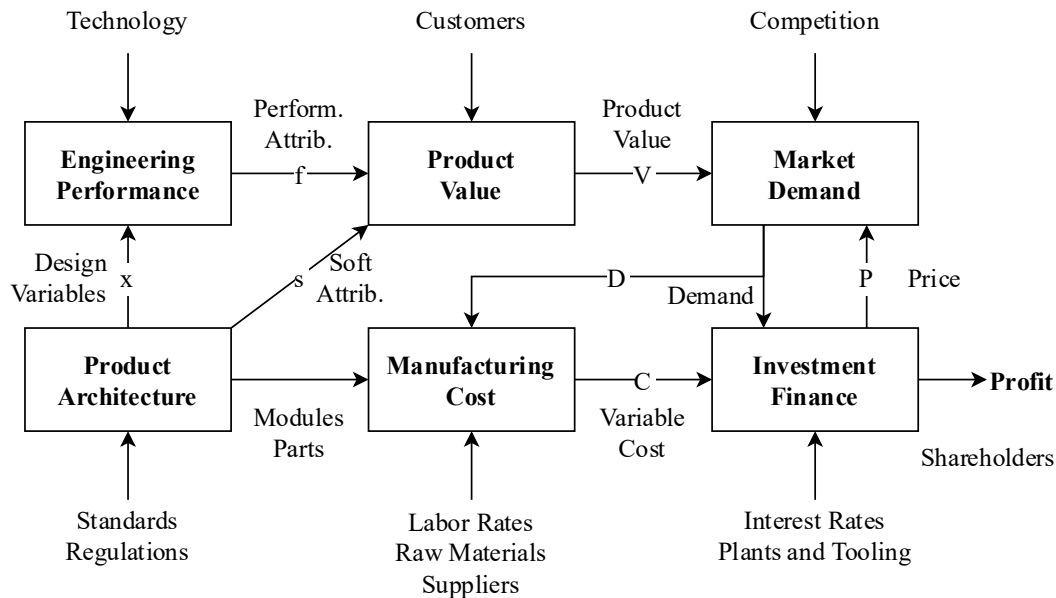 Technology
Customers
Competition
Perform.
Attrib.
Product
Value
Engineering
Performance
f
Product
Value
V
Market
Demand
Design
Variables
x
s
Soft
Attrib.
D
Demand
P
Price
Product
Architecture
Manufacturing
Cost
C
Investment
Finance
Profit
Modules
Parts
Variable
Cost
Shareholders
Standards
Regulations
Labor Rates
Raw Materials
Suppliers
Interest Rates
Plants and Tooling